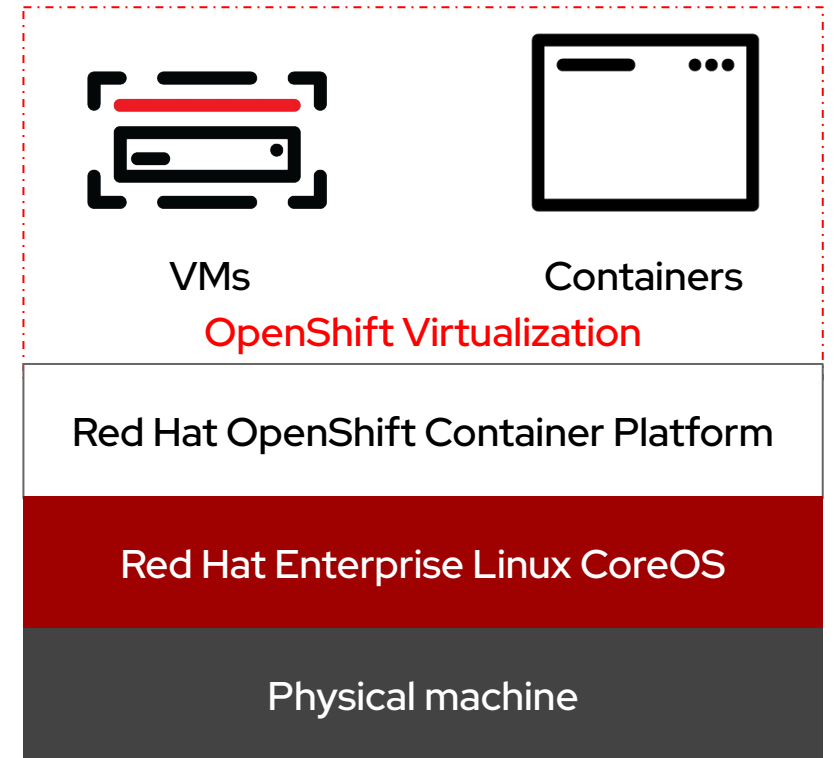 VMs
Containers
OpenShift Virtualization
Red Hat OpenShift Container Platform
Red Hat Enterprise Linux CoreOS
Physical machine